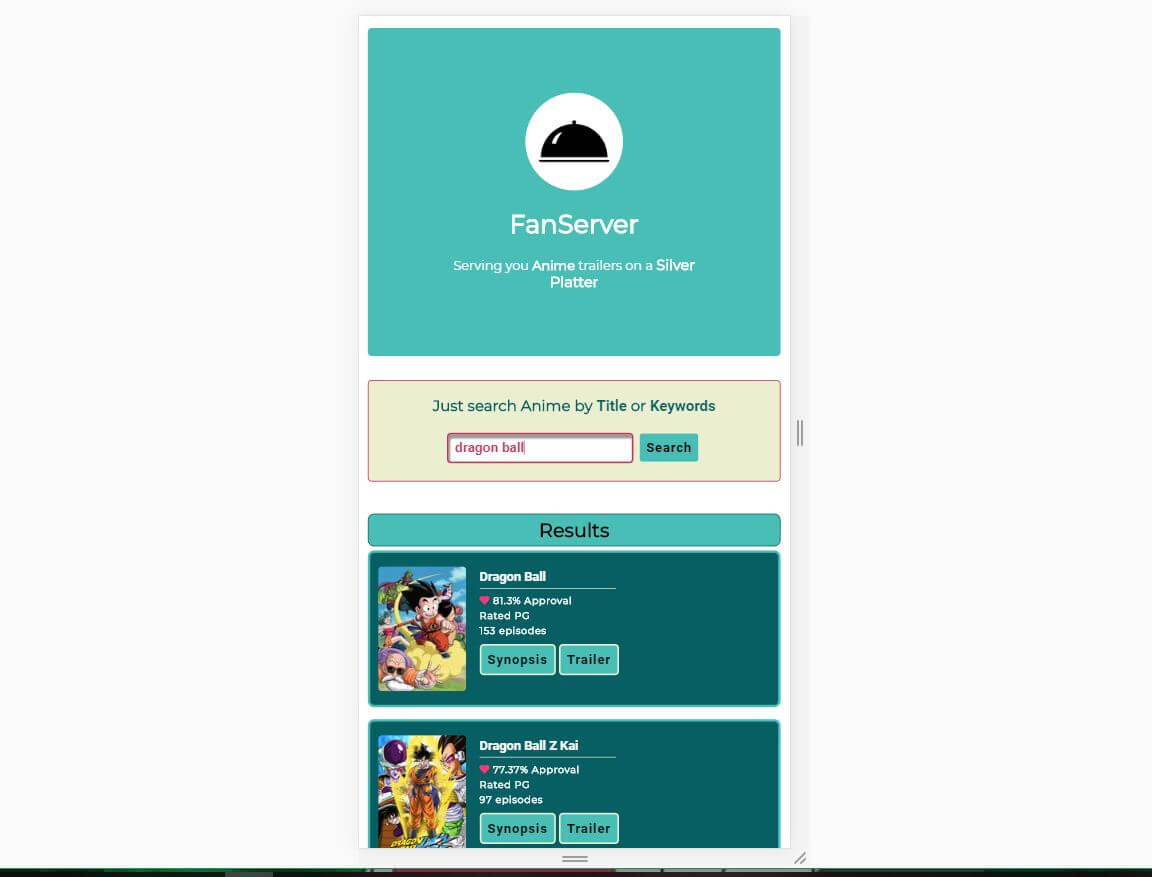 FanServer
Serving you Anime trailers on a Silver
Platter
Just search Anime by Title or Keywords
dragon ball
Search
Results
Dragon Ball
81.3% Approval
Rated PG
153 episodes
Synopsis
Trailer
Dragon Ball Z Kai
77.37% Approval
Rated PG
97 episodes
Synopsis
Trailer